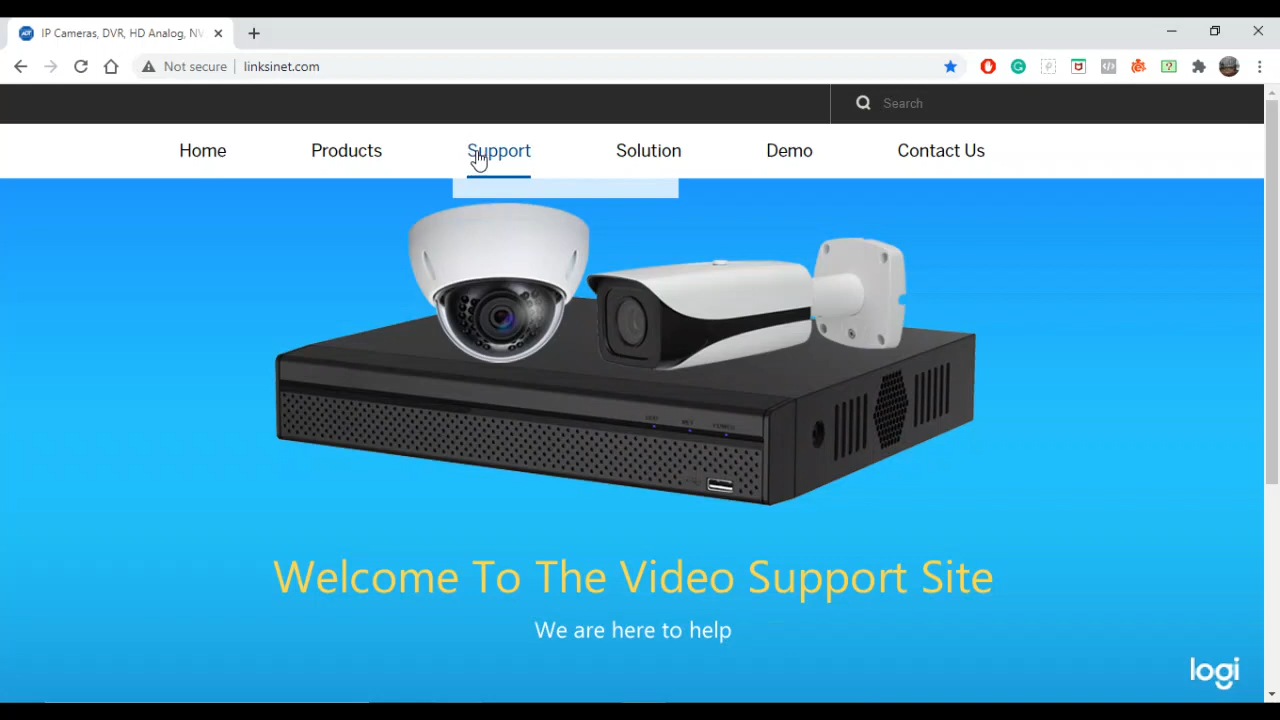 IP Cameras, DVR, HD Analog, NV
Not secure
linksinet.com
Search
Home
Products
Support
Solution
Demo
Contact Us
Welcome To The Video Support Site
We are here to help
logi